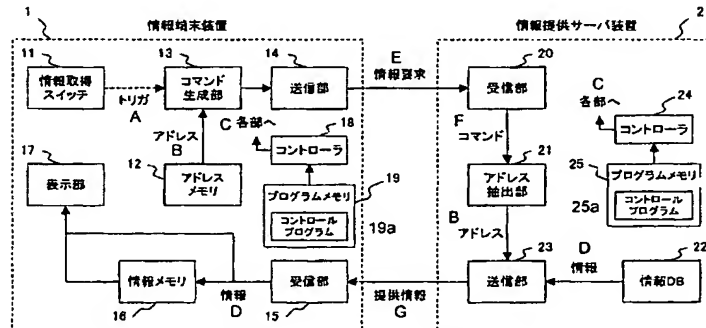 1
情報端末装置
情報提供サーバ装置
2
11
情報取得
スイッチ
トリガ
A
13
コマンド
生成部
14
送信部
E
情報要求
20
受信部
F
コマンド
C
各部へ
24
コントローラ
17
表示部
アドレス
B
12
アドレス
メモリ
C
各部へ
18
コントローラ
プログラムメモリ
19
コントロール
プログラム
19a
21
アドレス
抽出部
25
プログラムメモリ
25a
コントロール
プログラム
B
アドレス
情報メモリ
16
情報
D
受信部
15
提供情報
G
23
送信部
D
情報
22
情報DB